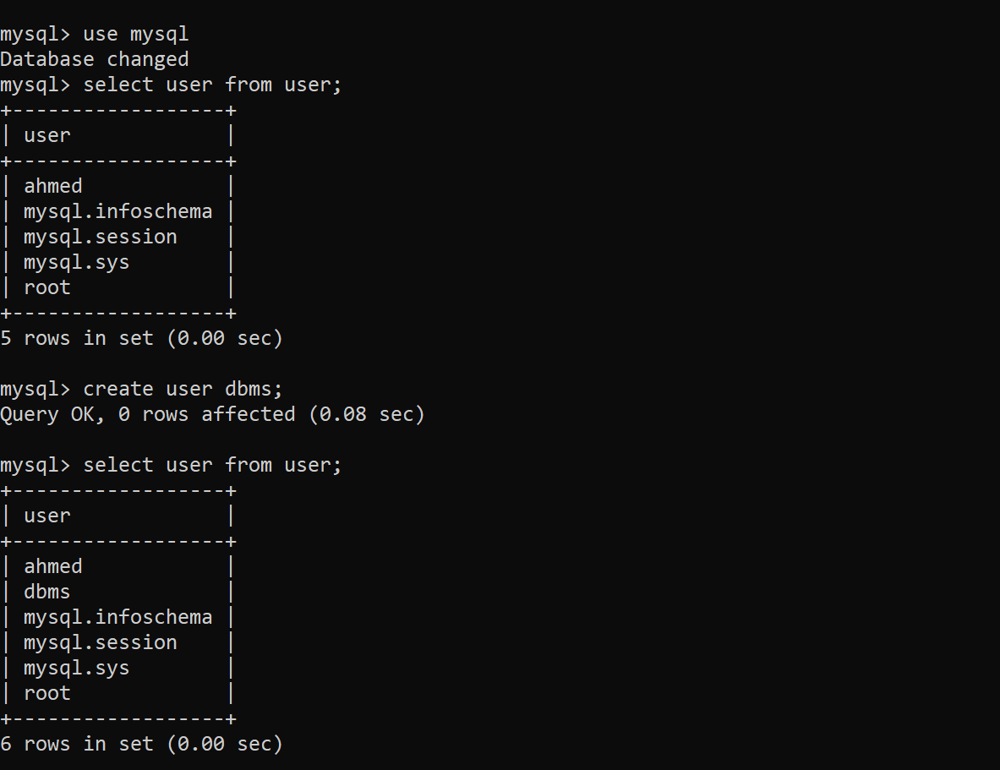 mysql> use mysql
Database changed
mysql> select user from user;
+------------------+
| user             |
+------------------+
| ahmed            |
| mysql.infoschema |
| mysql.session    |
| mysql.sys        |
| root             |
+------------------+
5 rows in set (0.00 sec)

mysql> create user dbms;
Query OK, 0 rows affected (0.08 sec)

mysql> select user from user;
+------------------+
| user             |
+------------------+
| ahmed            |
| dbms             |
| mysql.infoschema |
| mysql.session    |
| mysql.sys        |
| root             |
+------------------+
6 rows in set (0.00 sec)